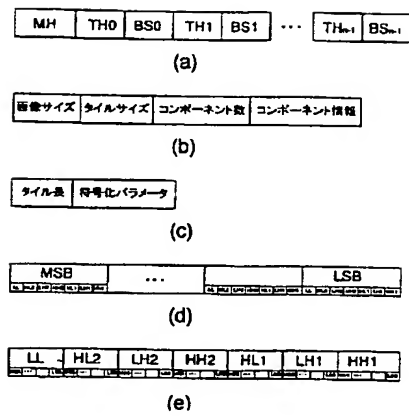 MH TH0 BS0 TH1 BS1 ... THn-1 BSn-1
(a)
画像サイズ タイルサイズ コンポーネント数 コンポーネント情報
(b)
タイル長 符号化パラメータ
(c)
MSB ... LSB
(d)
LL HL2 LH2 HH2 HL1 LH1 HH1
(e)